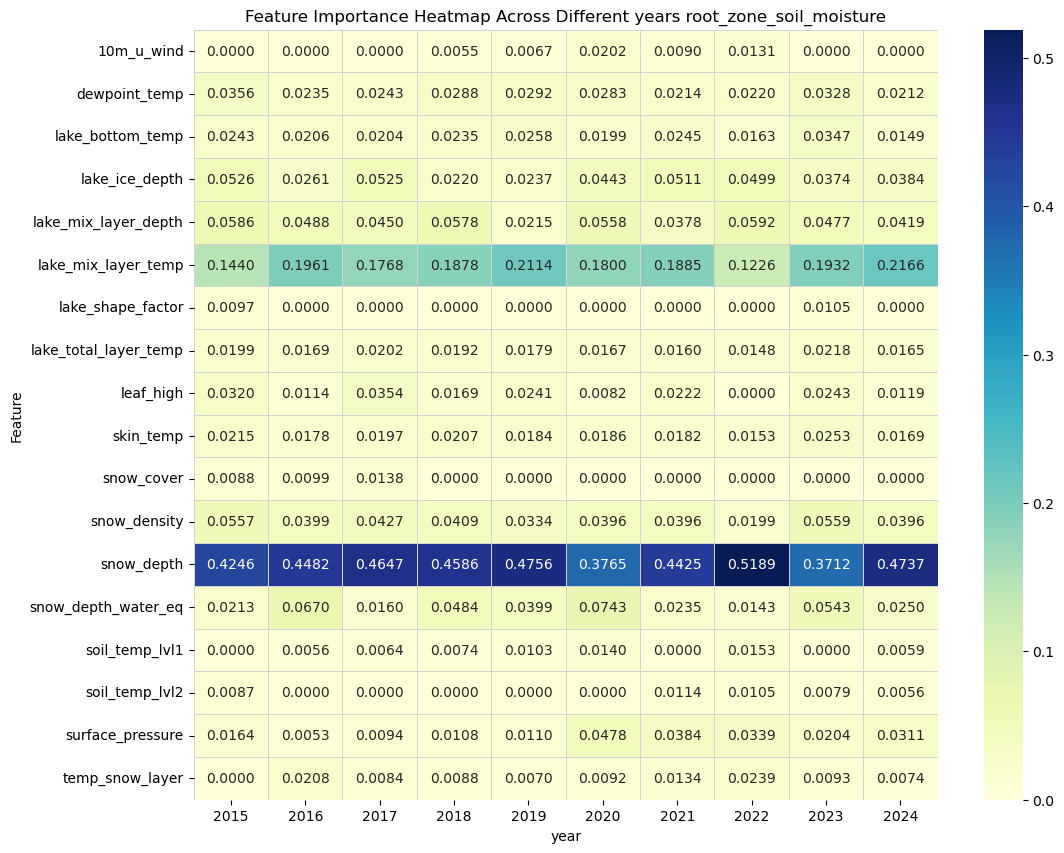 Feature Importance Heatmap Across Different years root_zone_soil_moisture
10m_u_wind 0.0000 0.0000 0.0000 0.0055 0.0067 0.0202 0.0090 0.0131 0.0000 0.0000
dewpoint_temp 0.0356 0.0235 0.0243 0.0288 0.0292 0.0283 0.0214 0.0220 0.0328 0.0212
lake_bottom_temp 0.0243 0.0206 0.0204 0.0235 0.0258 0.0199 0.0245 0.0163 0.0347 0.0149
lake_ice_depth 0.0526 0.0261 0.0525 0.0220 0.0237 0.0443 0.0511 0.0499 0.0374 0.0384
lake_mix_layer_depth 0.0586 0.0488 0.0450 0.0578 0.0215 0.0558 0.0378 0.0592 0.0477 0.0419
lake_mix_layer_temp 0.1440 0.1961 0.1768 0.1878 0.2114 0.1800 0.1885 0.1226 0.1932 0.2166
lake_shape_factor 0.0097 0.0000 0.0000 0.0000 0.0000 0.0000 0.0000 0.0000 0.0105 0.0000
lake_total_layer_temp 0.0199 0.0169 0.0202 0.0192 0.0179 0.0167 0.0160 0.0148 0.0218 0.0165
leaf_high 0.0320 0.0114 0.0354 0.0169 0.0241 0.0082 0.0222 0.0000 0.0243 0.0119
skin_temp 0.0215 0.0178 0.0197 0.0207 0.0184 0.0186 0.0182 0.0153 0.0253 0.0169
snow_cover 0.0088 0.0099 0.0138 0.0000 0.0000 0.0000 0.0000 0.0000 0.0000 0.0000
snow_density 0.0557 0.0399 0.0427 0.0409 0.0334 0.0396 0.0396 0.0199 0.0559 0.0396
snow_depth 0.4246 0.4482 0.4647 0.4586 0.4756 0.3765 0.4425 0.5189 0.3712 0.4737
snow_depth_water_eq 0.0213 0.0670 0.0160 0.0484 0.0399 0.0743 0.0235 0.0143 0.0543 0.0250
soil_temp_lvl1 0.0000 0.0056 0.0064 0.0074 0.0103 0.0140 0.0000 0.0153 0.0000 0.0059
soil_temp_lvl2 0.0087 0.0000 0.0000 0.0000 0.0000 0.0000 0.0114 0.0105 0.0079 0.0056
surface_pressure 0.0164 0.0053 0.0094 0.0108 0.0110 0.0478 0.0384 0.0339 0.0204 0.0311
temp_snow_layer 0.0000 0.0208 0.0084 0.0088 0.0070 0.0092 0.0134 0.0239 0.0093 0.0074
2015 2016 2017 2018 2019 2020 2021 2022 2023 2024
year
Feature
0.5
0.4
0.3
0.2
0.1
0.0